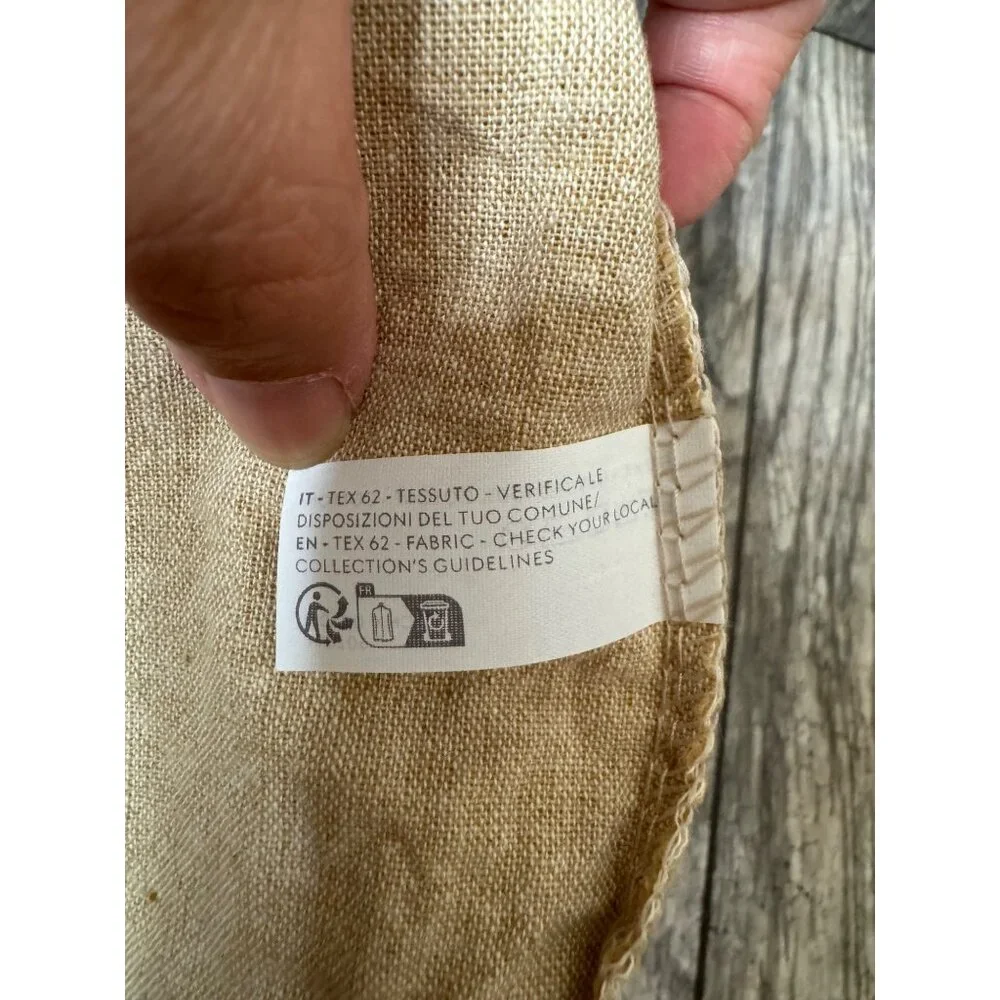 IT - TEX 62 - TESSUTO - VERIFICA LE
DISPOSIZIONI DEL TUO COMUNE/
EN - TEX 62 - FABRIC - CHECK YOUR LOCAL
COLLECTION'S GUIDELINES
FR